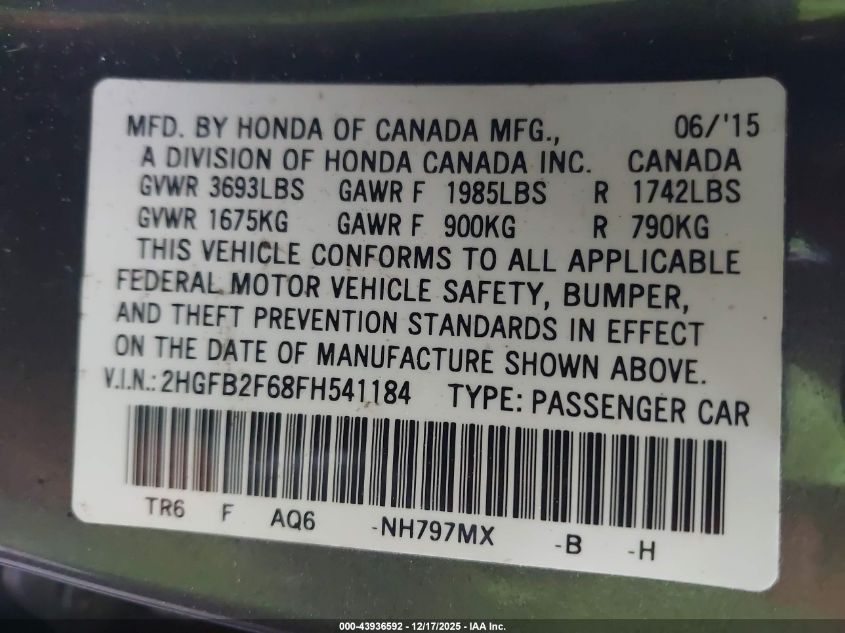 MFD. BY HONDA OF CANADA MFG., 06/'15
A DIVISION OF HONDA CANADA INC. CANADA
GVWR 3693LBS GAWR F 1985LBS R 1742LBS
GVWR 1675KG GAWR F 900KG R 790KG
THIS VEHICLE CONFORMS TO ALL APPLICABLE
FEDERAL MOTOR VEHICLE SAFETY, BUMPER,
AND THEFT PREVENTION STANDARDS IN EFFECT
ON THE DATE OF MANUFACTURE SHOWN ABOVE.
V.I.N.: 2HGFB2F68FH541184 TYPE: PASSENGER CAR
TR6 F AQ6 -NH797MX -B -H
000-43936592 - 12/17/2025 - IAA Inc.